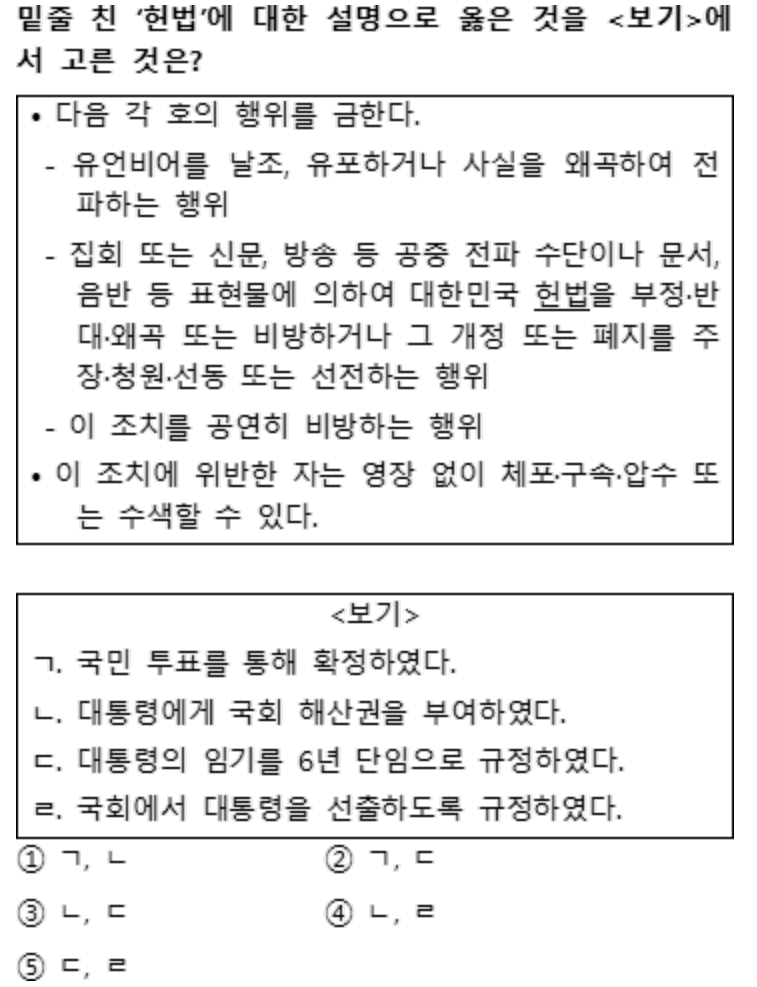 밑줄 친 '헌법'에 대한 설명으로 옳은 것을 <보기>에
서 고른 것은?
• 다음 각 호의 행위를 금한다.
- 유언비어를 날조, 유포하거나 사실을 왜곡하여 전
파하는 행위
- 집회 또는 신문, 방송 등 공중 전파 수단이나 문서,
음반 등 표현물에 의하여 대한민국 헌법을 부정·반
대·왜곡 또는 비방하거나 그 개정 또는 폐지를 주
장·청원·선동 또는 선전하는 행위
- 이 조치를 공연히 비방하는 행위
• 이 조치에 위반한 자는 영장 없이 체포·구속·압수 또
는 수색할 수 있다.
<보기>
ㄱ. 국민 투표를 통해 확정하였다.
ㄴ. 대통령에게 국회 해산권을 부여하였다.
ㄷ. 대통령의 임기를 6년 단임으로 규정하였다.
ㄹ. 국회에서 대통령을 선출하도록 규정하였다.
① ㄱ, ㄴ ② ㄱ, ㄷ
③ ㄴ, ㄷ ④ ㄴ, ㄹ
⑤ ㄷ, ㄹ